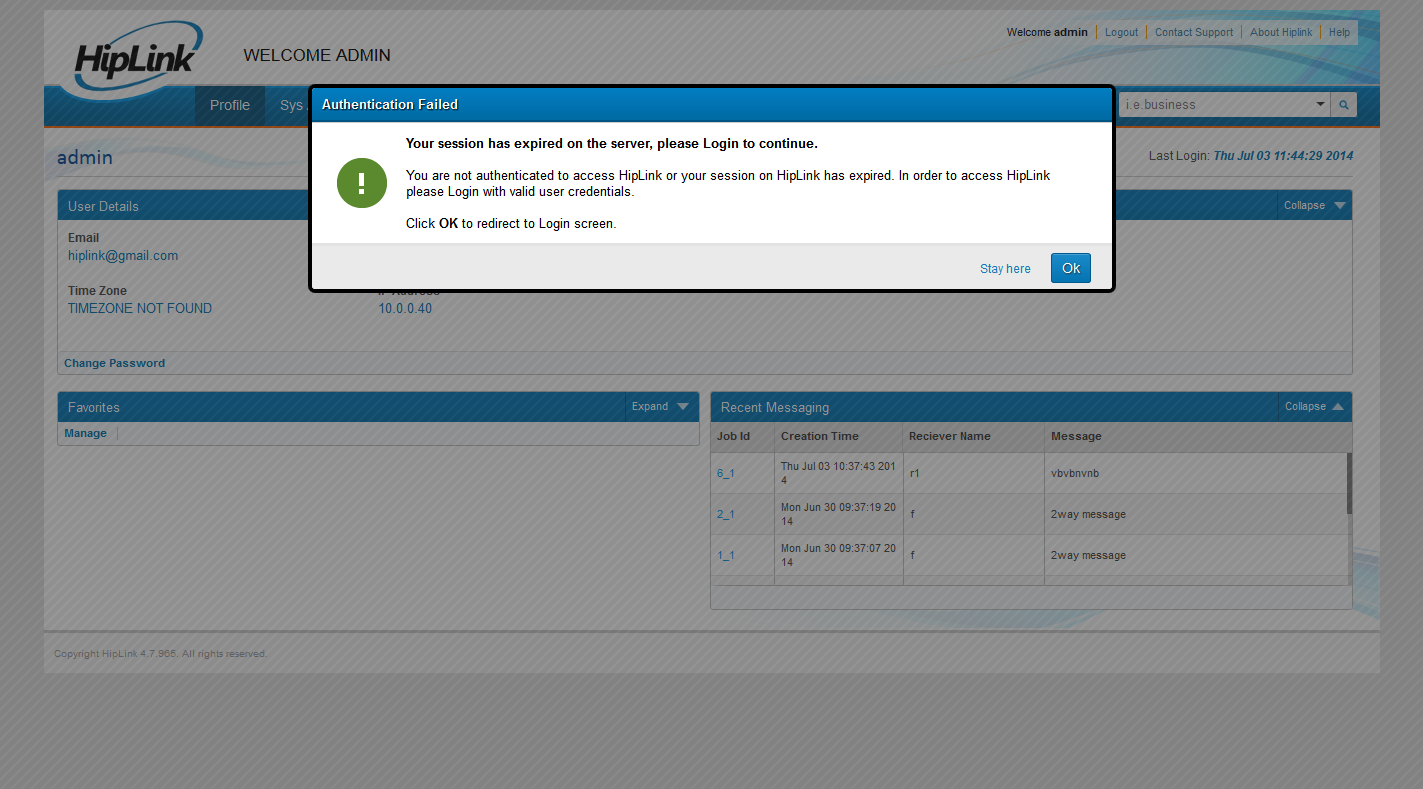 HipLink
WELCOME ADMIN
Welcome admin Logout Contact Support About Hiplink Help
Profile Sys
i.e.business
Authentication Failed
Your session has expired on the server, please Login to continue.
You are not authenticated to access HipLink or your session on HipLink has expired. In order to access HipLink
please Login with valid user credentials.
Click OK to redirect to Login screen.
Stay here Ok
admin
Last Login: Thu Jul 03 11:44:29 2014
User Details
Collapse
Email
hiplink@gmail.com
Time Zone
TIMEZONE NOT FOUND
10.0.0.40
Change Password
Favorites Expand
Manage
Recent Messaging Collapse
Job Id Creation Time Reciever Name Message
6_1 Thu Jul 03 10:37:43 201
4 r1 vbvbnvnb
2_1 Mon Jun 30 09:37:19 20
14 f 2way message
1_1 Mon Jun 30 09:37:07 20
14 f 2way message
Copyright HipLink 4.7.965. All rights reserved.